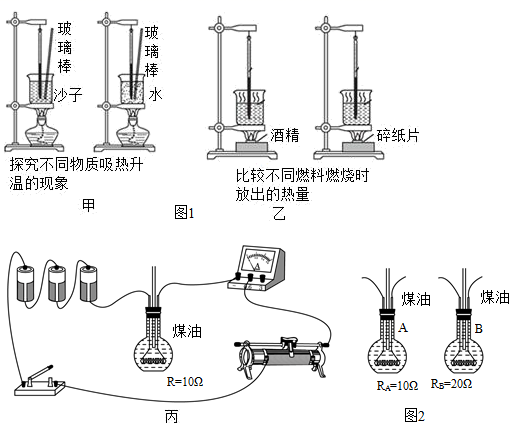 玻璃棒
沙子
玻璃棒
水
酒精
碎纸片
探究不同物质吸热升
温的现象
比较不同燃料燃烧时
放出的热量
甲
图1
乙
A
煤油
R=10Ω
丙
煤油
A
煤油
B
RA=10Ω
RB=20Ω
图2